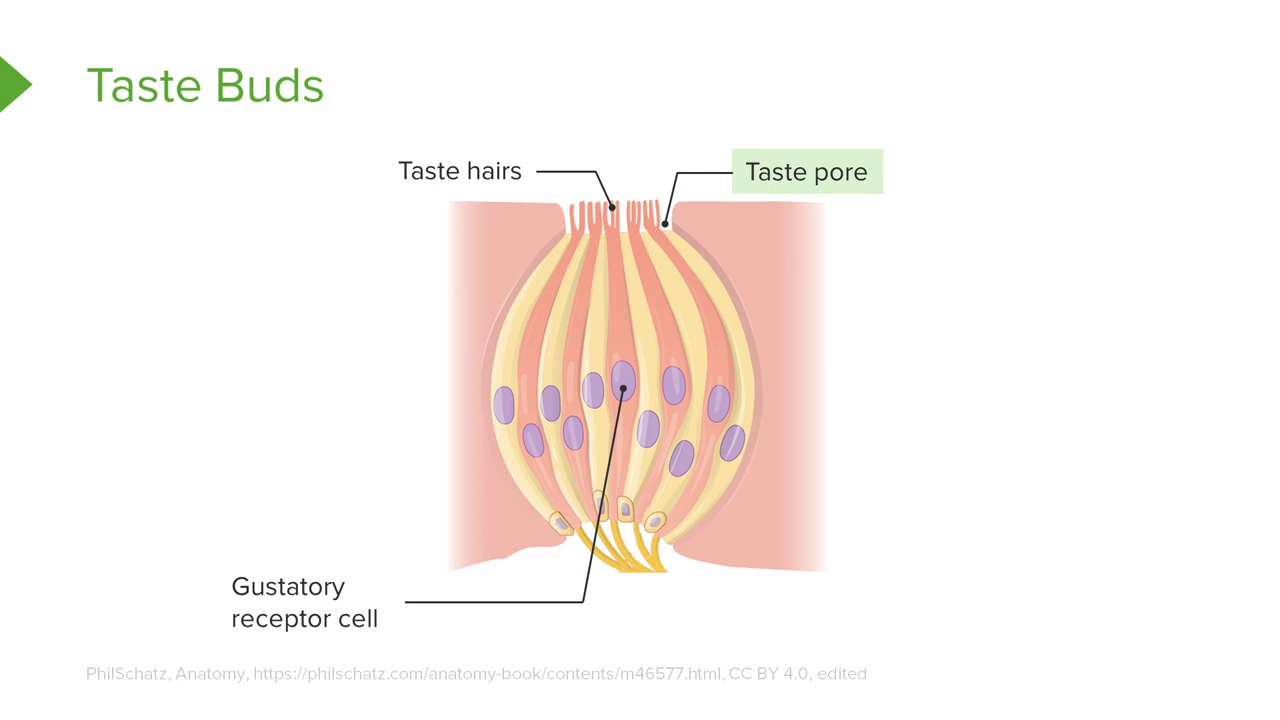 Taste Buds
Taste hairs
Taste pore
Gustatory
receptor cell
PhilSchatz, Anatomy, https://philschatz.com/anatomy-book/contents/m46577.html, CC BY 4.0, edited